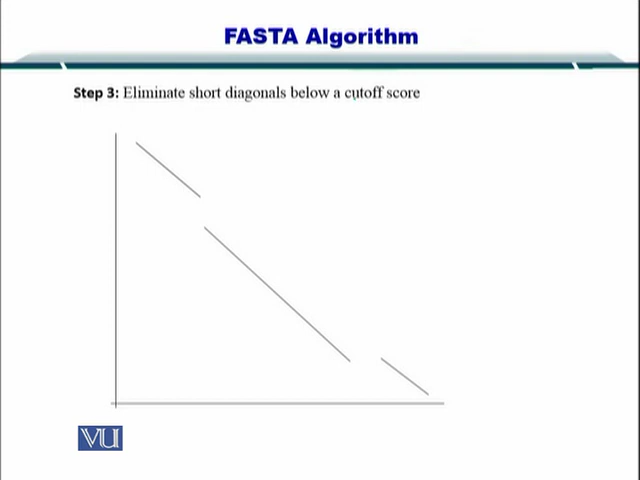 FASTA Algorithm
Step 3: Eliminate short diagonals below a cutoff score
VU